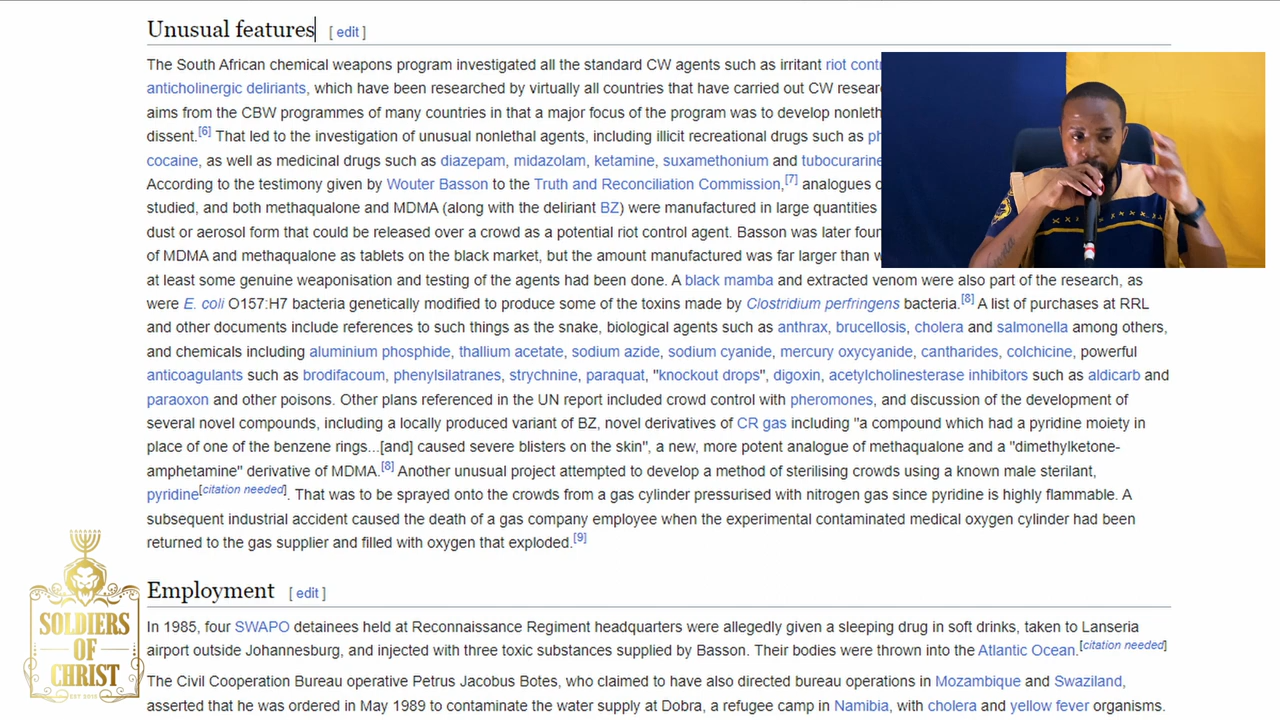 Unusual features [ edit ]
The South African chemical weapons program investigated all the standard CW agents such as irritant riot
anticholinergic deliriants, which have been researched by virtually all countries that have carried out CW
aims from the CBW programmes of many countries in that a major focus of the program was to develop
dissent.[6] That led to the investigation of unusual nonlethal agents, including illicit recreational drugs such as
cocaine, as well as medicinal drugs such as diazepam, midazolam, ketamine, suxamethonium and tubocurarine
According to the testimony given by Wouter Basson to the Truth and Reconciliation Commission,[7] analogues
studied, and both methaqualone and MDMA (along with the deliriant BZ) were manufactured in large quantities
dust or aerosol form that could be released over a crowd as a potential riot control agent. Basson was later
of MDMA and methaqualone as tablets on the black market, but the amount manufactured was far larger than
at least some genuine weaponisation and testing of the agents had been done. A black mamba and extracted venom were also part of the research, as
were E. coli O157:H7 bacteria genetically modified to produce some of the toxins made by Clostridium perfringens bacteria.[8] A list of purchases at RRL
and other documents include references to such things as the snake, biological agents such as anthrax, brucellosis, cholera and salmonella among others,
and chemicals including aluminium phosphide, thallium acetate, sodium azide, sodium cyanide, mercury oxycyanide, cantharides, colchicine, powerful
anticoagulants such as brodifacoum, phenylsilatranes, strychnine, paraquat, "knockout drops", digoxin, acetylcholinesterase inhibitors such as aldicarb and
paraoxon and other poisons. Other plans referenced in the UN report included crowd control with pheromones, and discussion of the development of
several novel compounds, including a locally produced variant of BZ, novel derivatives of CR gas including "a compound which had a pyridine moiety in
place of one of the benzene rings...[and] caused severe blisters on the skin", a new, more potent analogue of methaqualone and a "dimethylketone-
amphetamine" derivative of MDMA.[8] Another unusual project attempted to develop a method of sterilising crowds using a known male sterilant,
pyridine[citation needed]. That was to be sprayed onto the crowds from a gas cylinder pressurised with nitrogen gas since pyridine is highly flammable. A
subsequent industrial accident caused the death of a gas company employee when the experimental contaminated medical oxygen cylinder had been
returned to the gas supplier and filled with oxygen that exploded.[9]
Employment [ edit ]
In 1985, four SWAPO detainees held at Reconnaissance Regiment headquarters were allegedly given a sleeping drug in soft drinks, taken to Lanseria
airport outside Johannesburg, and injected with three toxic substances supplied by Basson. Their bodies were thrown into the Atlantic Ocean.[citation needed]
The Civil Cooperation Bureau operative Petrus Jacobus Botes, who claimed to have also directed bureau operations in Mozambique and Swaziland,
asserted that he was ordered in May 1989 to contaminate the water supply at Dobra, a refugee camp in Namibia, with cholera and yellow fever organisms.
SOLDIERS
OF
CHRIST